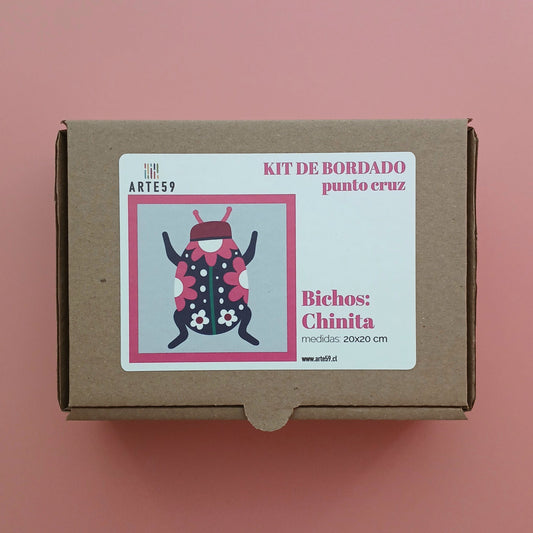 ARTE59
KIT DE BORDADO
punto cruz
Bichos:
Chinita
medidas: 20x20 cm
www.arte59.cl